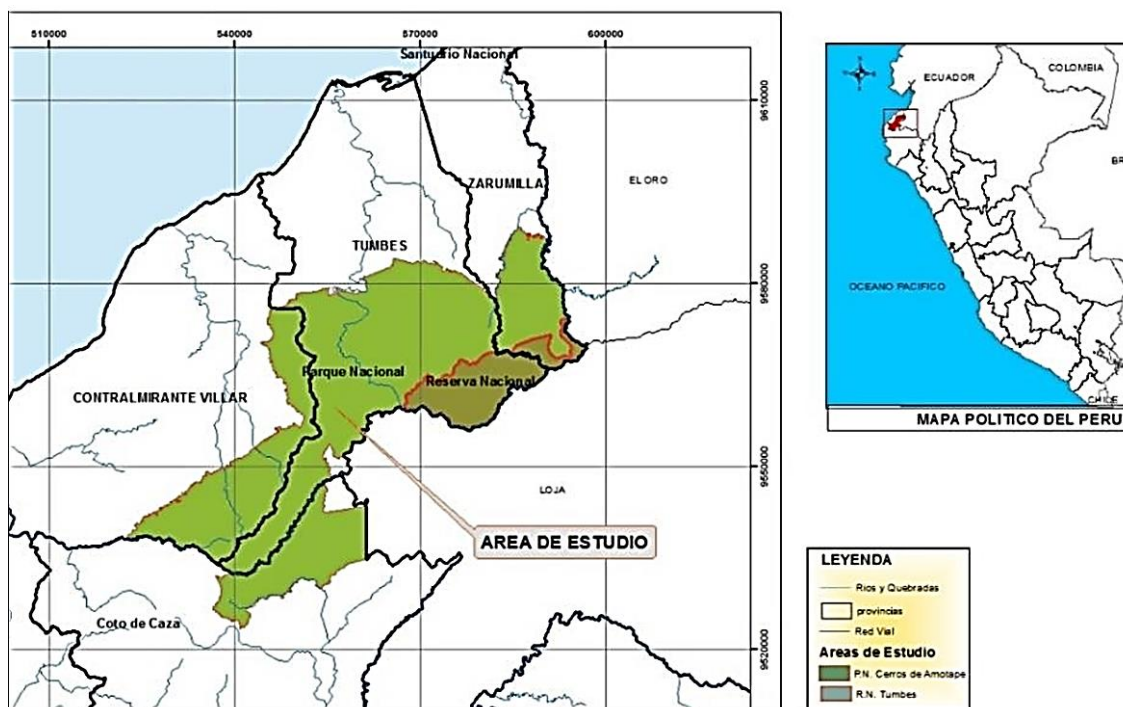 510000
540000
570000
600000
Santuario Nacional
9610000
ZARUMILLA
EL ORO
TUMBES
9580000
Parque Nacional
Reserva Nacional
CONTRALMIRANTE VILLAR
9550000
LOJA
AREA DE ESTUDIO
Coto de Caza
9520000
COLOMBIA
ECUADOR
BR
OCEANO PACIFICO
CHILE
MAPA POLITICO DEL PERU
LEYENDA
Rios y Quebradas
provincias
Red Vial
Areas de Estudio
P.N. Cerros de Amotape
R.N. Tumbes